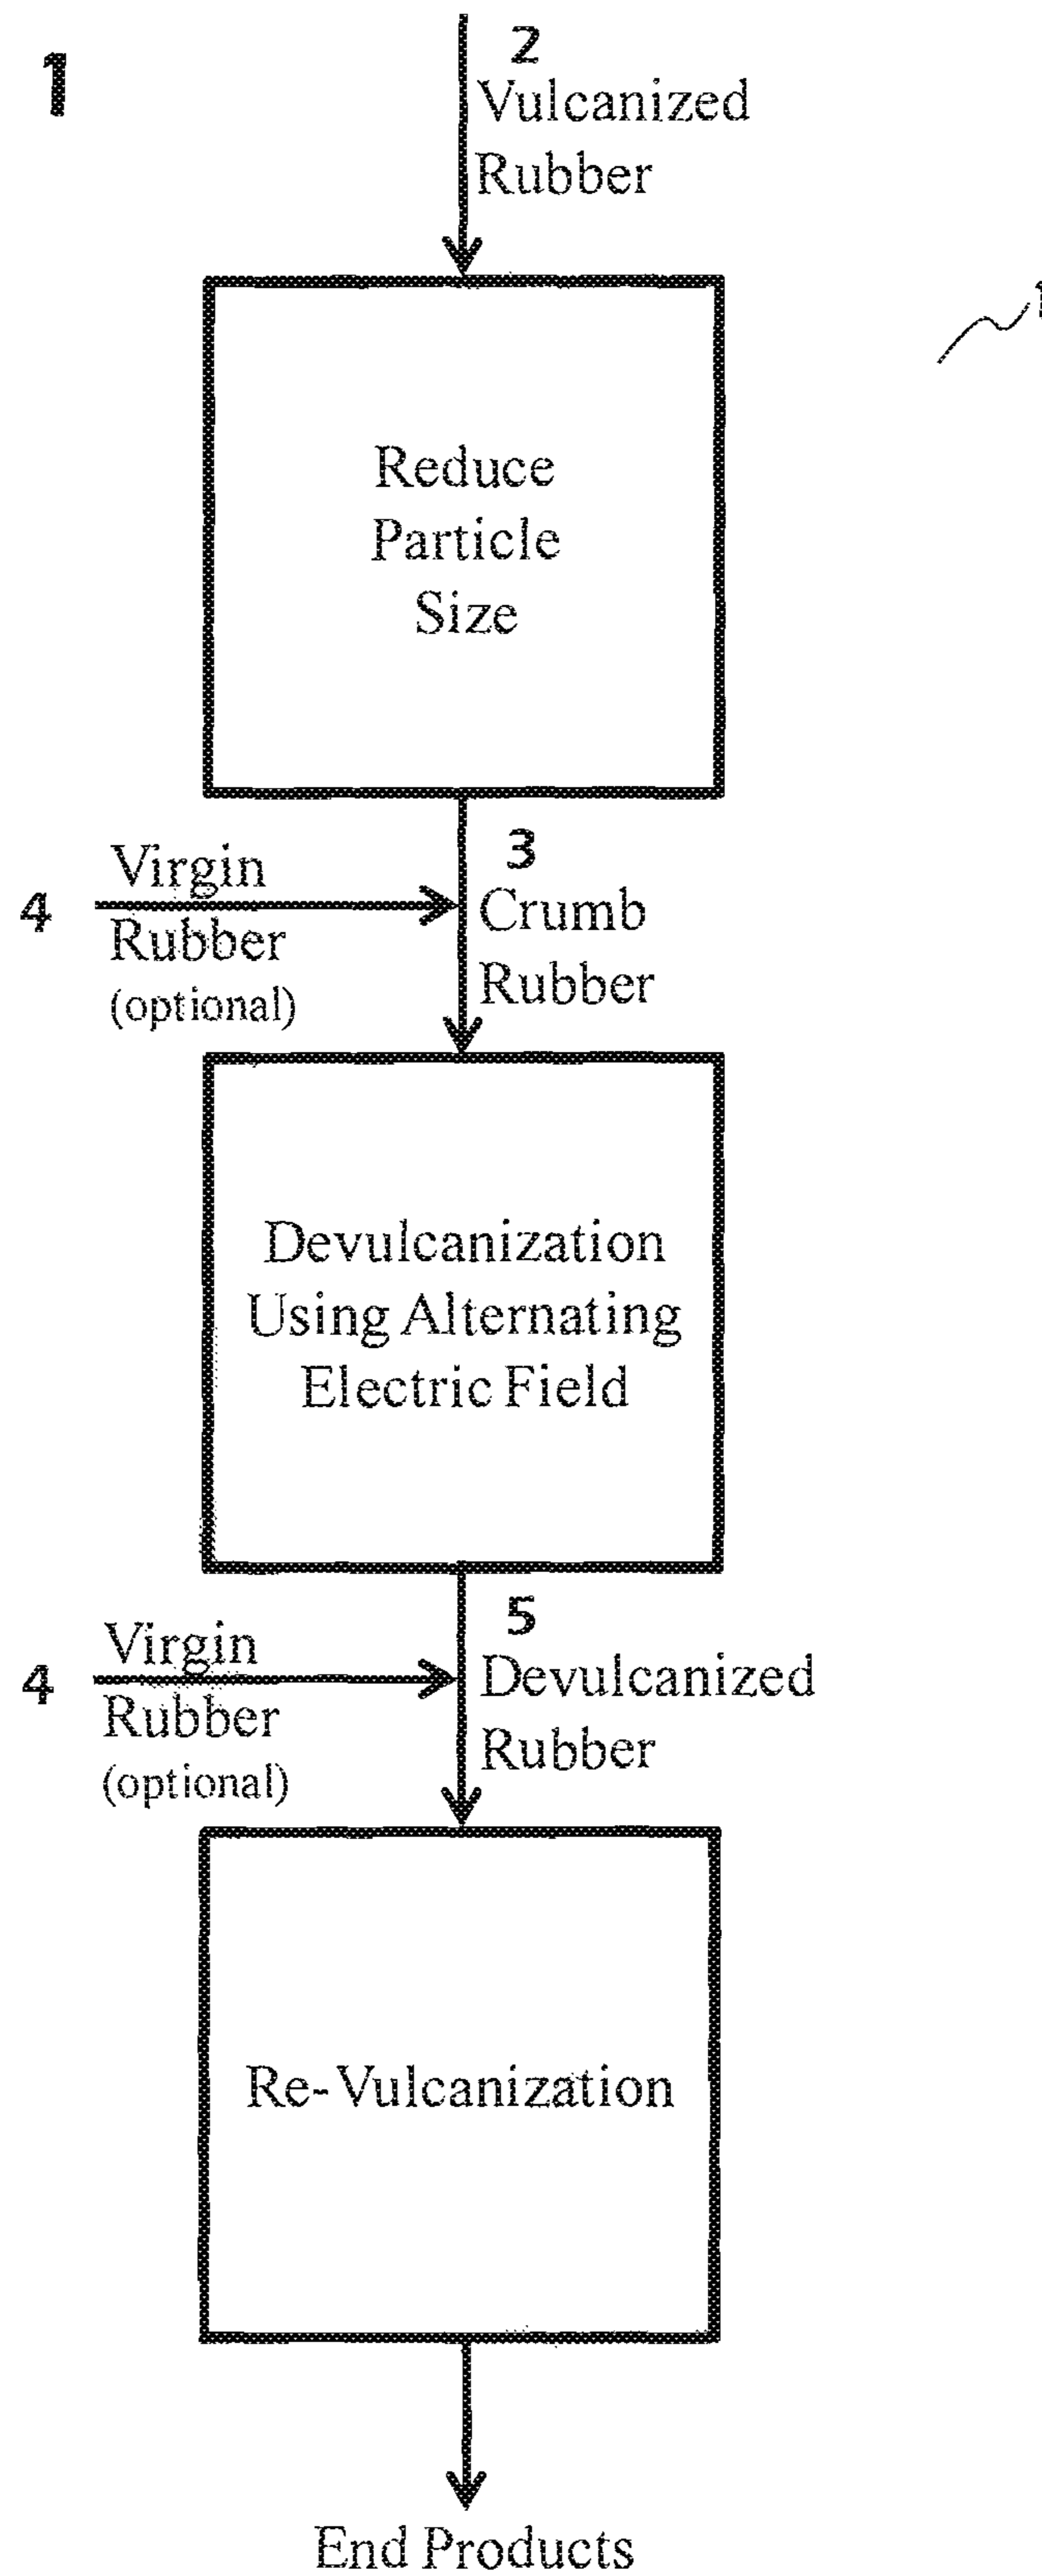 1
2
Vulcanized
Rubber
1
Reduce
Particle
Size
3
Virgin
4
Crumb
Rubber
Rubber
(optional)
Devulcanization
Using Alternating
Electric Field
5
Virgin
4
Devulcanized
Rubber
Rubber
(optional)
Re-Vulcanization
End Products